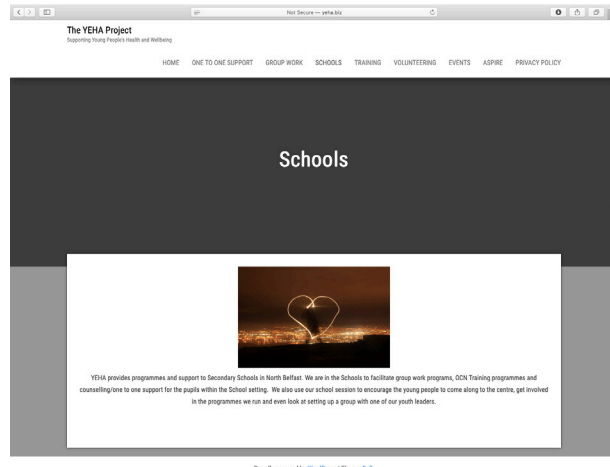 Not Secure — yeha.biz
The YEHA Project
Supporting Young People's Health and Wellbeing
HOME ONE TO ONE SUPPORT GROUP WORK SCHOOLS TRAINING VOLUNTEERING EVENTS ASPIRE PRIVACY POLICY
Schools
YEHA provides programmes and support to Secondary Schools in North Belfast. We are in the Schools to facilitate group work programs, OCN Training programmes and
counselling/one to one support for the pupils within the School setting. We also use our school session to encourage the young people to come along to the centre, get involved
in the programmes we run and even look at setting up a group with one of our youth leaders.